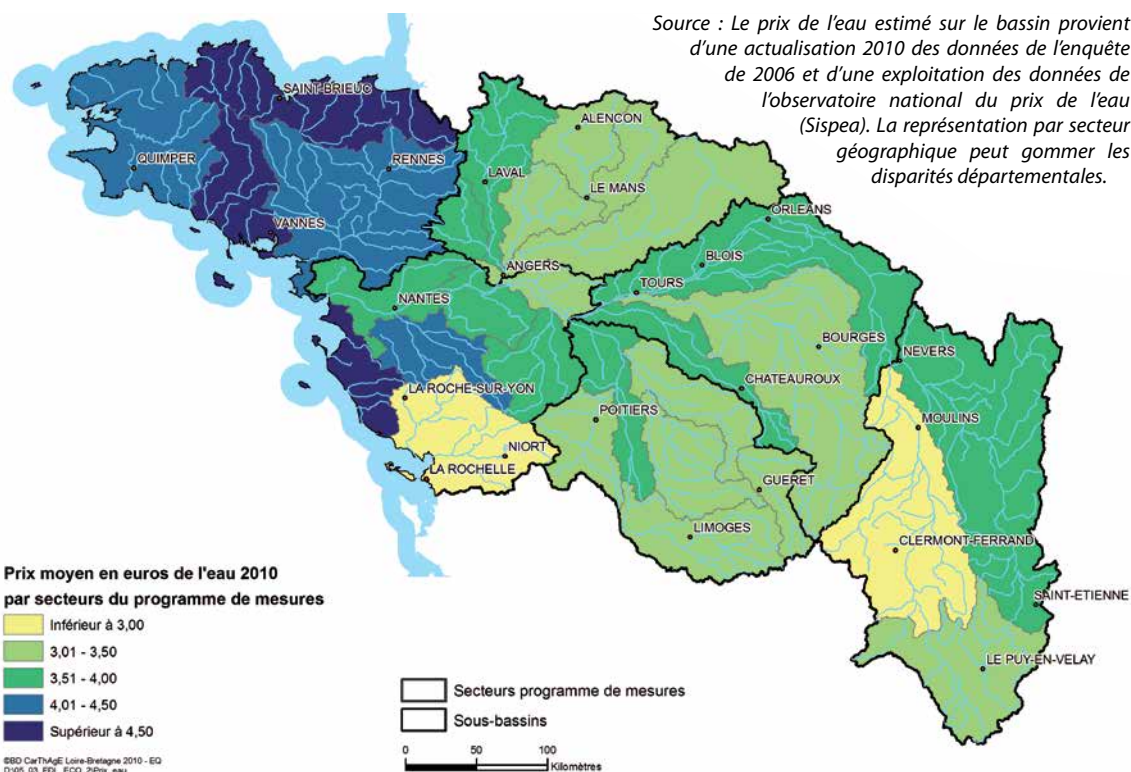 Source : Le prix de l'eau estimé sur le bassin provient
d'une actualisation 2010 des données de l'enquête
de 2006 et d'une exploitation des données de
l'observatoire national du prix de l'eau
(Sispea). La représentation par secteur
géographique peut gommer les
disparités départementales.
SAINT-BRIEUC
ALENCON
QUIMPER
RENNES
LAVAL
LE MANS
VANNES
ORLEANS
BLOIS
ANGERS
TOURS
NANTES
BOURGES
NEVERS
LA ROCHE-SUR-YON
CHATEAUROUX
POITIERS
MOULINS
NIORT
LA ROCHELLE
GUERET
LIMOGES
CLERMONT-FERRAND
SAINT-ETIENNE
LE PUY-EN-VELAY
Prix moyen en euros de l'eau 2010
par secteurs du programme de mesures
Inférieur à 3,00
3,01 - 3,50
3,51 - 4,00
4,01 - 4,50
Supérieur à 4,50
Secteurs programme de mesures
Sous-bassins
0 50 100
Kilomètres
©BD CarThAgE Loire-Bretagne 2010 - EQ